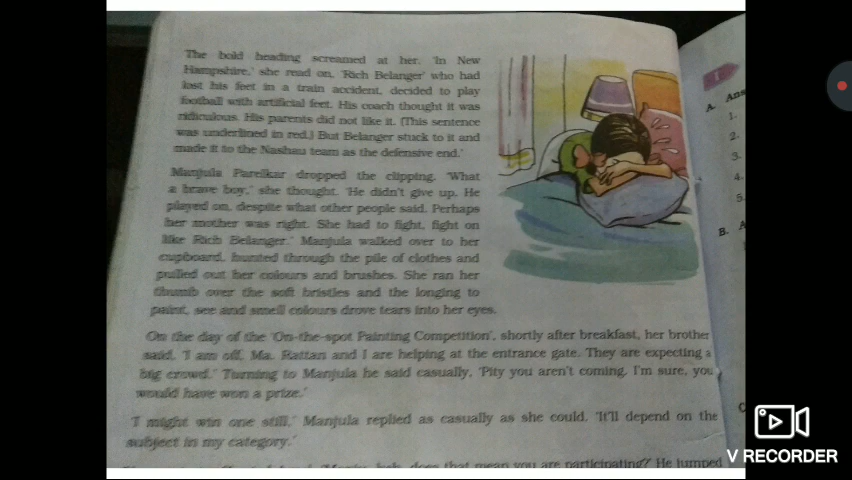 The bold heading screamed at her. 'In New
Hampshire,' she read on, 'Rich Belanger' who had
lost his feet in a train accident, decided to play
football with artificial feet. His coach thought it was
ridiculous. His parents did not like it. (This sentence
was underlined in red.) But Belanger stuck to it and
made it to the Nashau team as the defensive end.'
Manjula Parelkar dropped the clipping. 'What
a brave boy,' she thought. 'He didn't give up. He
played on, despite what other people said. Perhaps
her mother was right. She had to fight, fight on
like Rich Belanger.' Manjula walked over to her
cupboard, hunted through the pile of clothes and
pulled out her colours and brushes. She ran her
thumb over the soft bristles and the longing to
paint, see and smell colours drove tears into her eyes.
On the day of the 'On-the-spot Painting Competition', shortly after breakfast, her brother
said, 'I am off, Ma. Rattan and I are helping at the entrance gate. They are expecting a
big crowd.' Turning to Manjula he said casually, 'Pity you aren't coming. I'm sure, you
would have won a prize.'
'I might win one still,' Manjula replied as casually as she could. 'It'll depend on the
subject in my category.'
does that mean you are participating?' He jumped
I
A. Ans
1.
2.
3.
4.
5.
B. A
C
V RECORDER